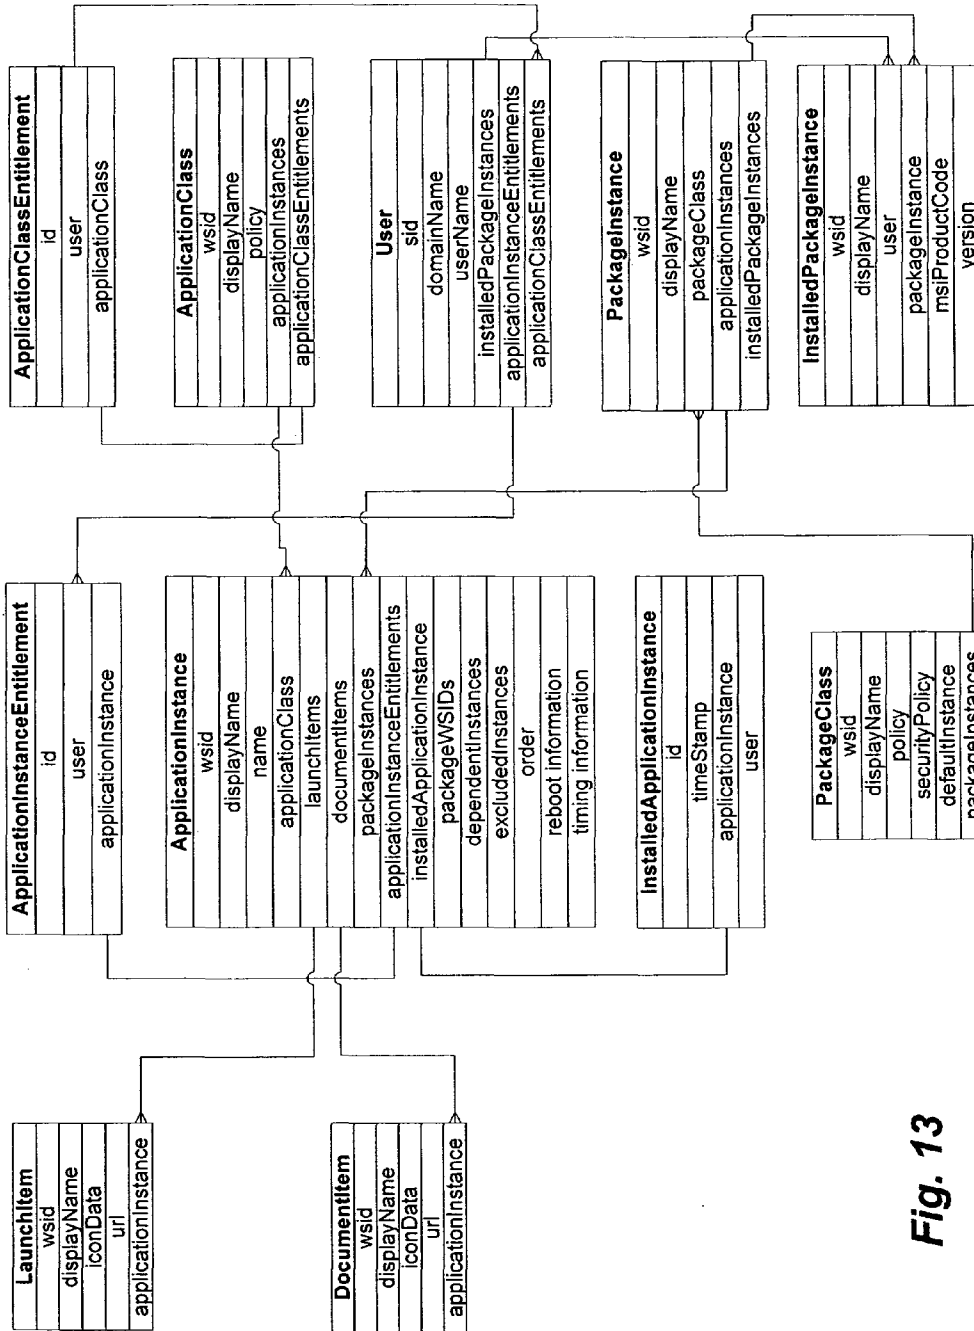 LaunchItem
wsid
displayName
iconData
url
applicationInstance
DocumentItem
wsid
displayName
iconData
url
applicationInstance
ApplicationInstanceEntitlement
id
user
applicationInstance
ApplicationInstance
wsid
displayName
name
applicationClass
launchItems
documentItems
packageInstances
applicationInstanceEntitlements
installedApplicationInstance
packageWSIDs
dependentInstances
excludedInstances
order
reboot information
timing information
InstalledApplicationInstance
id
timeStamp
applicationInstance
user
PackageClass
wsid
displayName
policy
securityPolicy
defaultInstance
packageInstances
ApplicationClassEntitlement
id
user
applicationClass
ApplicationClass
wsid
displayName
policy
applicationInstances
applicationClassEntitlements
User
sid
domainName
userName
installedPackageInstances
applicationInstanceEntitlements
applicationClassEntitlements
PackageInstance
wsid
displayName
packageClass
applicationInstances
installedPackageInstances
InstalledPackageInstance
wsid
displayName
user
packageInstance
msiProductCode
version
Fig. 13